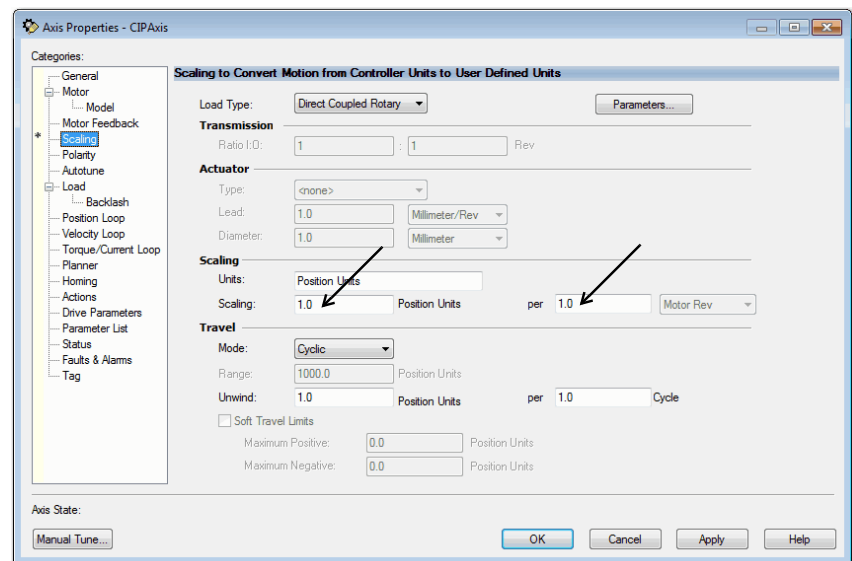 Axis Properties - CIPAxis
Categories:
General
Motor
Model
Motor Feedback
* Scaling
Polarity
Autotune
Load
Backlash
Position Loop
Velocity Loop
Torque/Current Loop
Planner
Homing
Actions
Drive Parameters
Parameter List
Status
Faults & Alarms
Tag
Scaling to Convert Motion from Controller Units to User Defined Units
Load Type: Direct Coupled Rotary Parameters...
Transmission
Ratio I:O: 1 : 1 Rev
Actuator
Type: <none>
Lead: 1.0 Millimeter/Rev
Diameter: 1.0 Millimeter
Scaling
Units: Position Units
Scaling: 1.0 Position Units per 1.0 Motor Rev
Travel
Mode: Cyclic
Range: 1000.0 Position Units
Unwind: 1.0 Position Units per 1.0 Cycle
Soft Travel Limits
Maximum Positive: 0.0 Position Units
Maximum Negative: 0.0 Position Units
Axis State:
Manual Tune... OK Cancel Apply Help